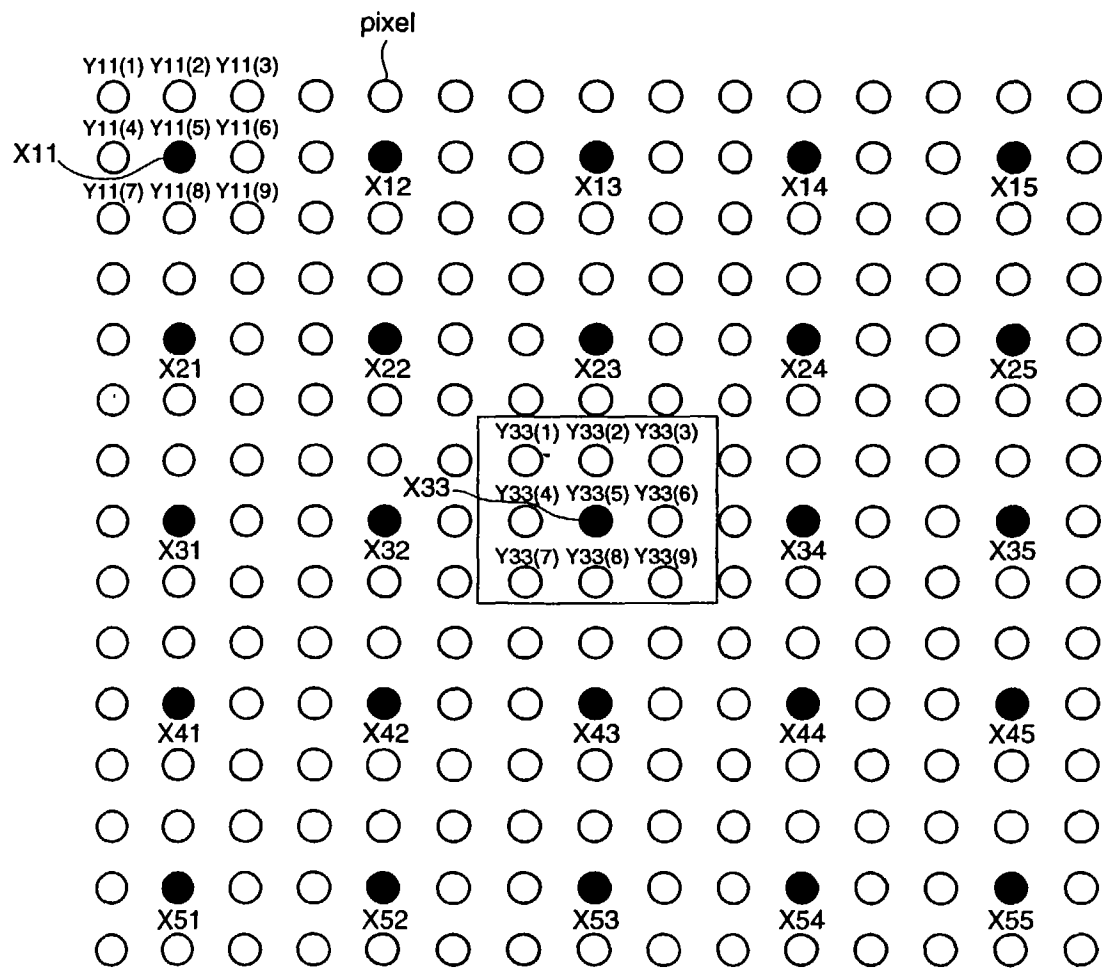 pixel
Y11(1) Y11(2) Y11(3)
Y11(4) Y11(5) Y11(6)
X11
Y11(7) Y11(8) Y11(9)
X12 X13 X14 X15
X21 X22 X23 X24 X25
Y33(1) Y33(2) Y33(3)
X33
Y33(4) Y33(5) Y33(6)
X31 X32 X34 X35
Y33(7) Y33(8) Y33(9)
X41 X42 X43 X44 X45
X51 X52 X53 X54 X55